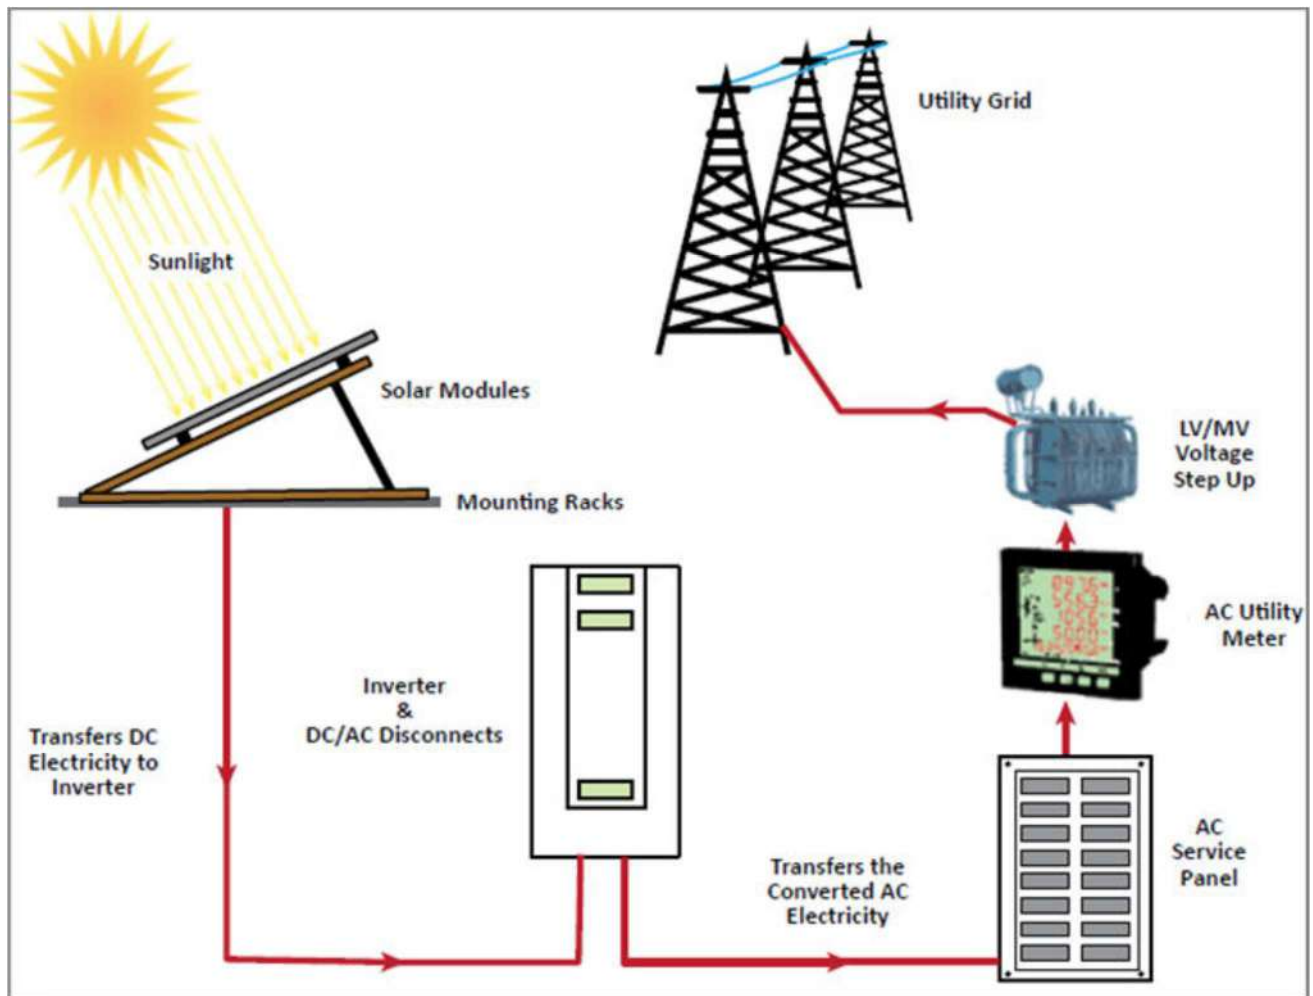 Utility Grid
Sunlight
Solar Modules
LV/MV
Voltage
Step Up
Mounting Racks
AC Utility
Meter
Inverter
&
DC/AC Disconnects
Transfers DC
Electricity to
Inverter
AC
Service
Panel
Transfers the
Converted AC
Electricity